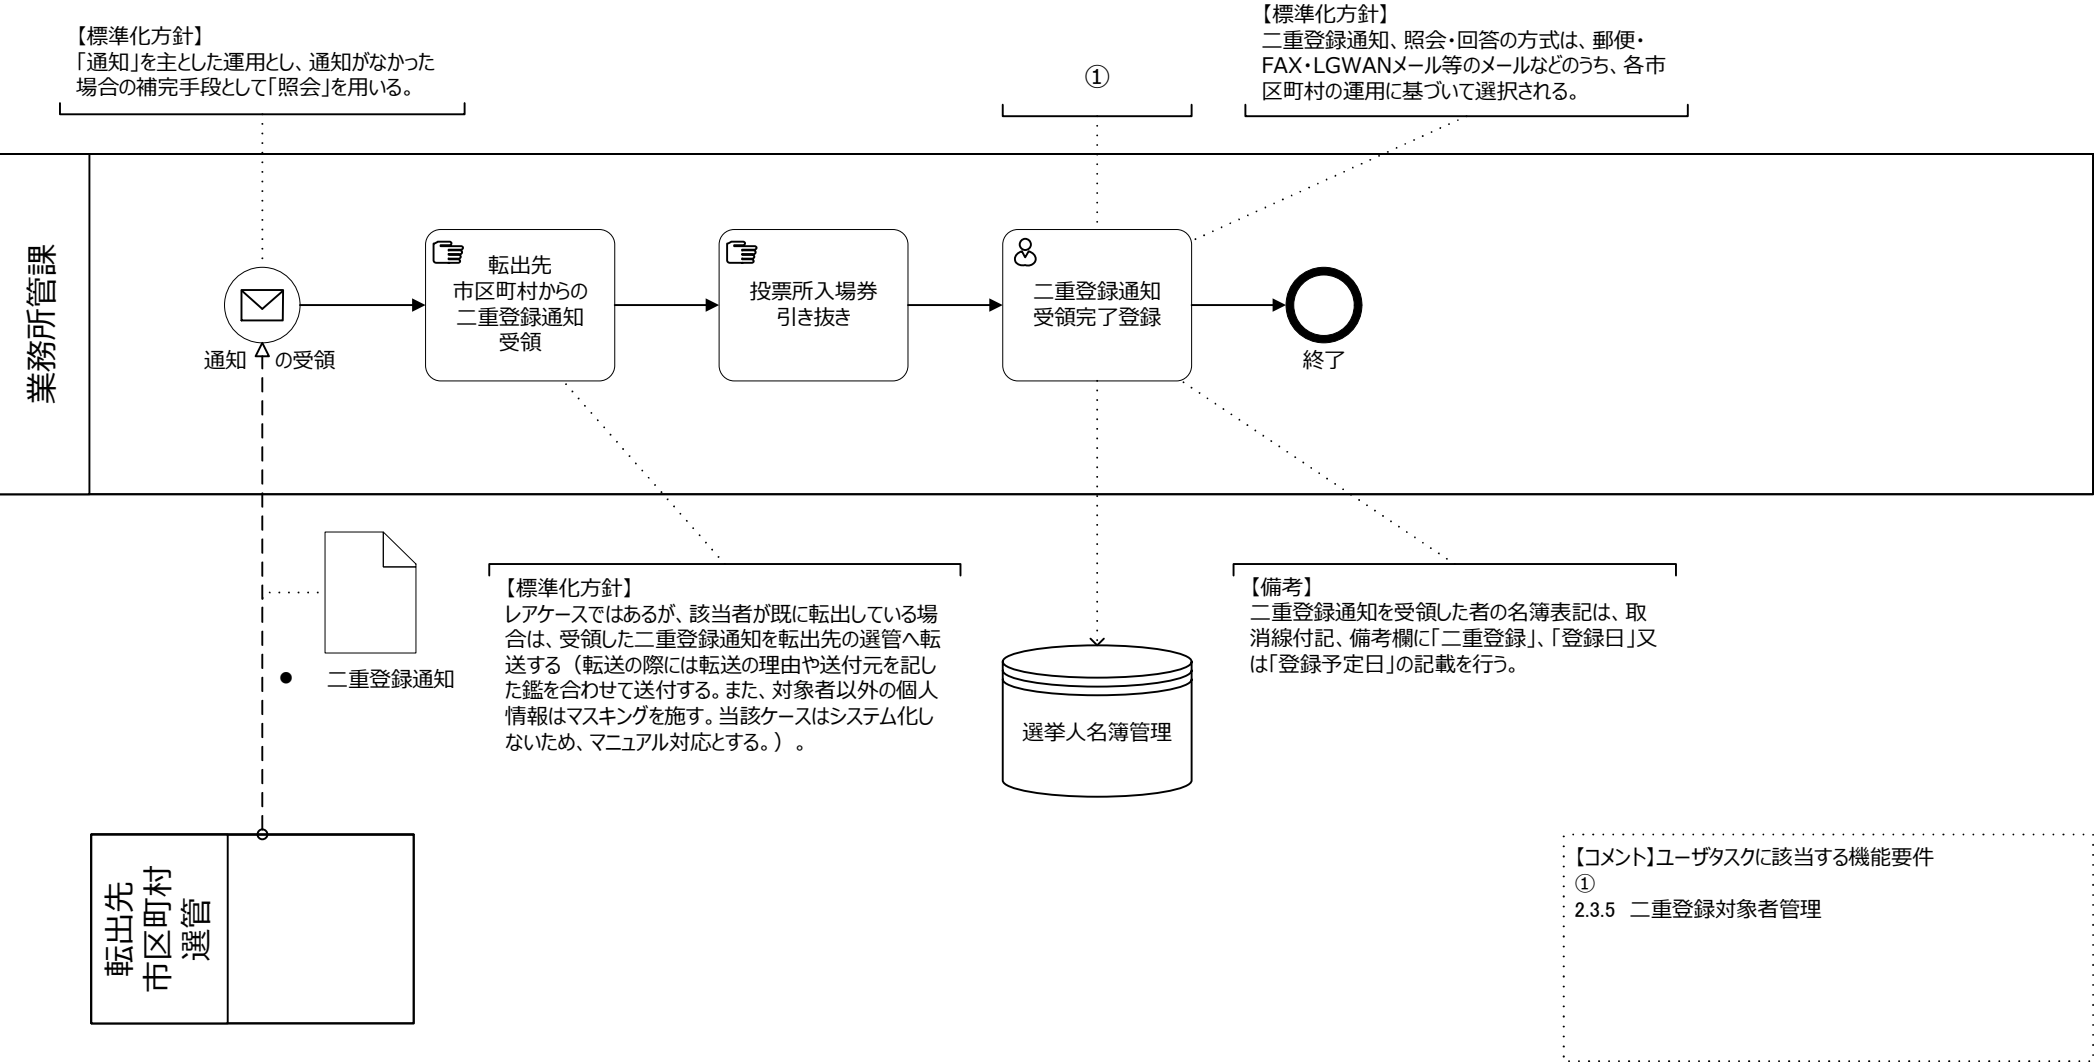 【標準化方針】
「通知」を主とした運用とし、通知がなかった
場合の補完手段として「照会」を用いる。
①
【標準化方針】
二重登録通知、照会・回答の方式は、郵便・
FAX・LGWANメール等のメールなどのうち、各市
区町村の運用に基づいて選択される。
業務所管課
通知の受領
転出先
市区町村からの
二重登録通知
受領
投票所入場券
引き抜き
二重登録通知
受領完了登録
終了
● 二重登録通知
【標準化方針】
レアケースではあるが、該当者が既に転出している場
合は、受領した二重登録通知を転出先の選管へ転
送する（転送の際には転送の理由や送付元を記し
た鑑を合わせて送付する。また、対象者以外の個人
情報はマスキングを施す。当該ケースはシステム化し
ないため、マニュアル対応とする。）。
選挙人名簿管理
【備考】
二重登録通知を受領した者の名簿表記は、取
消線付記、備考欄に「二重登録」、「登録日」又
は「登録予定日」の記載を行う。
転出先
市区町村
選管
【コメント】ユーザタスクに該当する機能要件
①
2.3.5 二重登録対象者管理